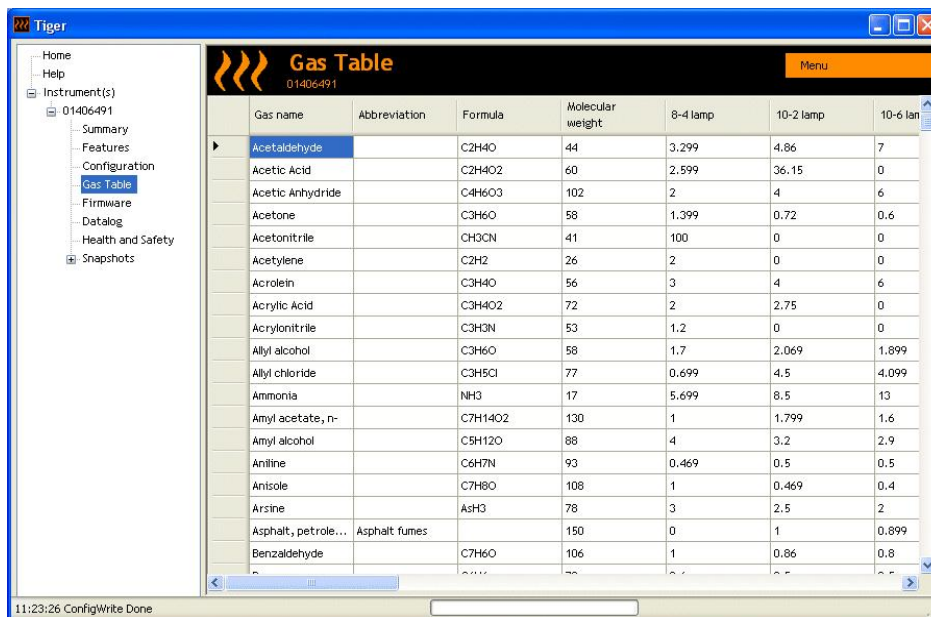 Tiger
Home
Help
Instrument(s)
01406491
Summary
Features
Configuration
Gas Table
Firmware
Datalog
Health and Safety
Snapshots
Gas Table
01406491
Menu
Gas name Abbreviation Formula Molecular weight 8-4 lamp 10-2 lamp 10-6 lam
Acetaldehyde C2H4O 44 3.299 4.86 7
Acetic Acid C2H4O2 60 2.599 36.15 0
Acetic Anhydride C4H6O3 102 2 4 6
Acetone C3H6O 58 1.399 0.72 0.6
Acetonitrile CH3CN 41 100 0 0
Acetylene C2H2 26 2 0 0
Acrolein C3H4O 56 3 4 6
Acrylic Acid C3H4O2 72 2 2.75 0
Acrylonitrile C3H3N 53 1.2 0 0
Allyl alcohol C3H6O 58 1.7 2.069 1.899
Allyl chloride C3H5Cl 77 0.699 4.5 4.099
Ammonia NH3 17 5.699 8.5 13
Amyl acetate, n- C7H14O2 130 1 1.799 1.6
Amyl alcohol C5H12O 88 4 3.2 2.9
Aniline C6H7N 93 0.469 0.5 0.5
Anisole C7H8O 108 1 0.469 0.4
Arsine AsH3 78 3 2.5 2
Asphalt, petrole... Asphalt fumes 150 0 1 0.899
Benzaldehyde C7H6O 106 1 0.86 0.8
11:23:26 ConfigWrite Done